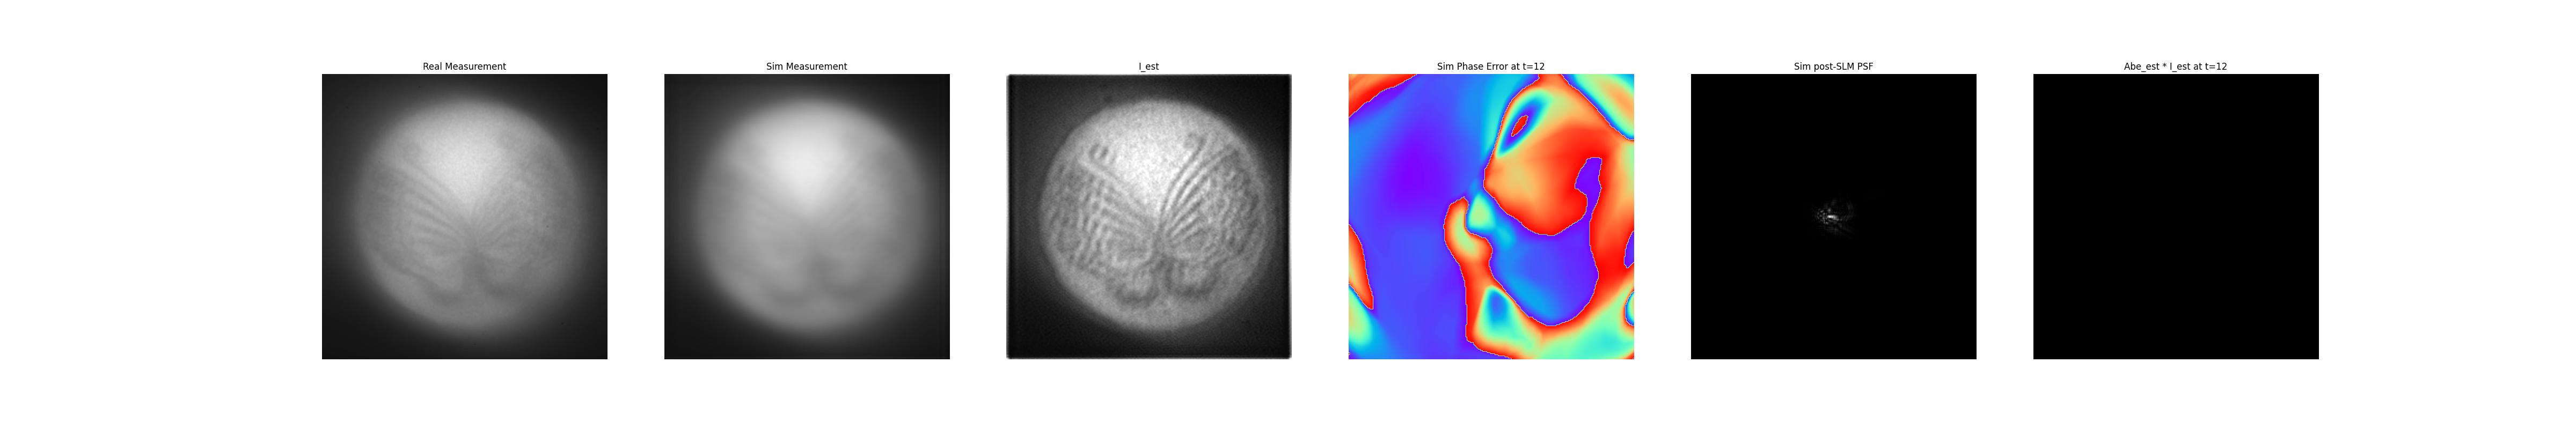 Real Measurement
Sim Measurement
I_est
Sim Phase Error at t=12
Sim post-SLM PSF
Abe_est * I_est at t=12